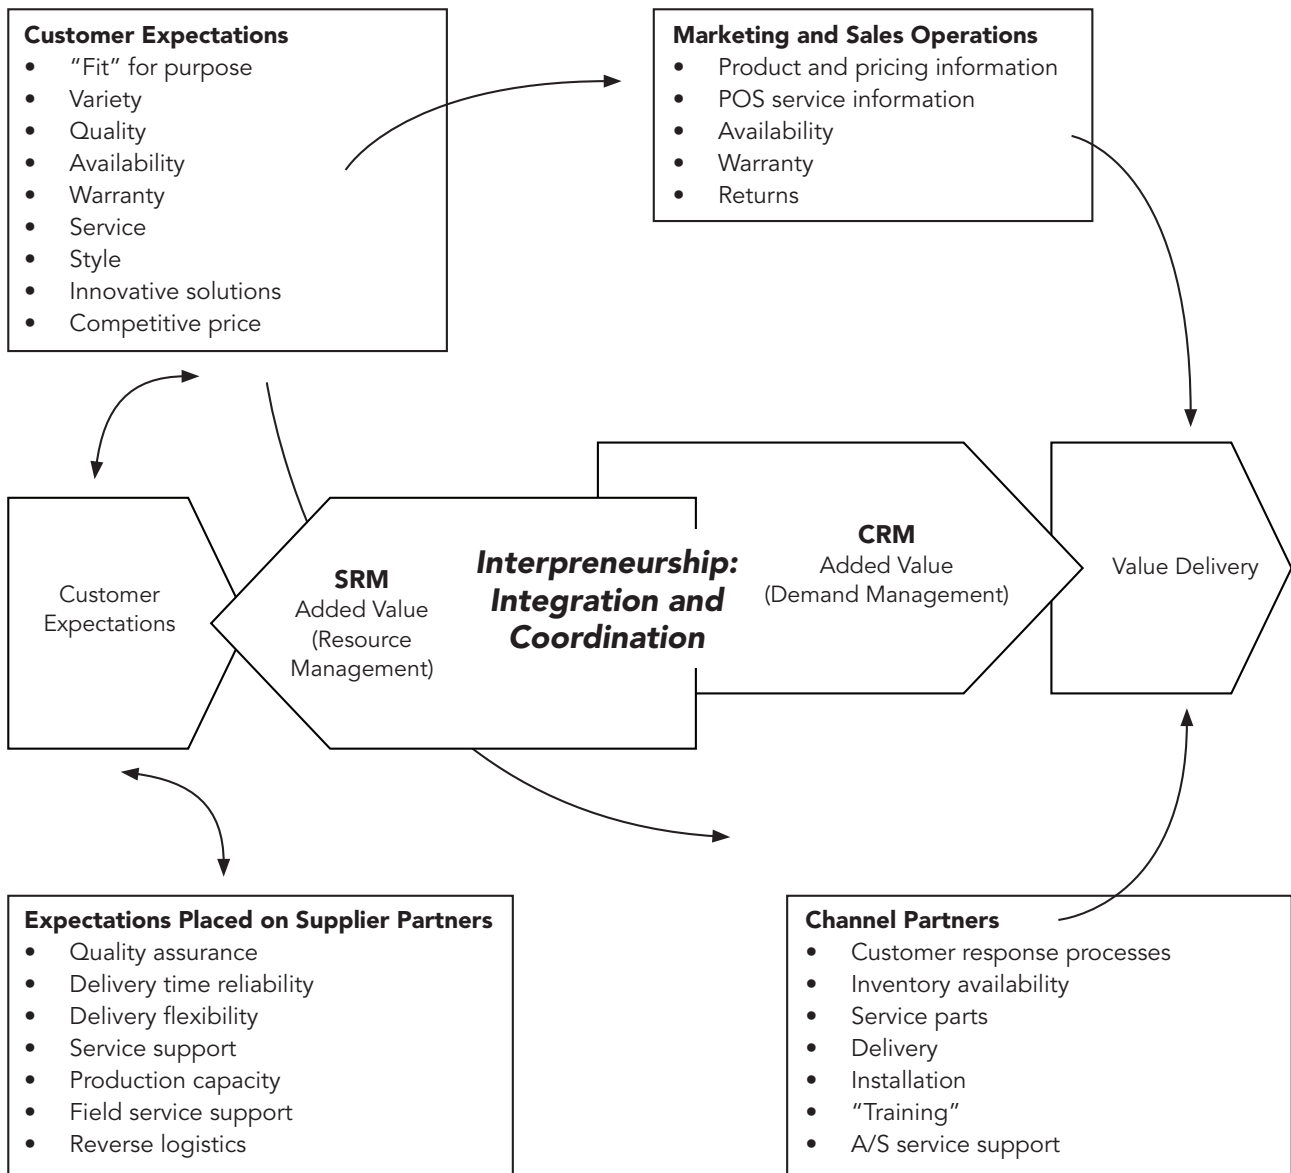 Customer Expectations
• “Fit” for purpose
• Variety
• Quality
• Availability
• Warranty
• Service
• Style
• Innovative solutions
• Competitive price
Marketing and Sales Operations
• Product and pricing information
• POS service information
• Availability
• Warranty
• Returns
Customer
Expectations
SRM
Added Value
(Resource
Management)
Interpreneurship:
Integration and
Coordination
CRM
Added Value
(Demand Management)
Value Delivery
Expectations Placed on Supplier Partners
• Quality assurance
• Delivery time reliability
• Delivery flexibility
• Service support
• Production capacity
• Field service support
• Reverse logistics
Channel Partners
• Customer response processes
• Inventory availability
• Service parts
• Delivery
• Installation
• “Training”
• A/S service support